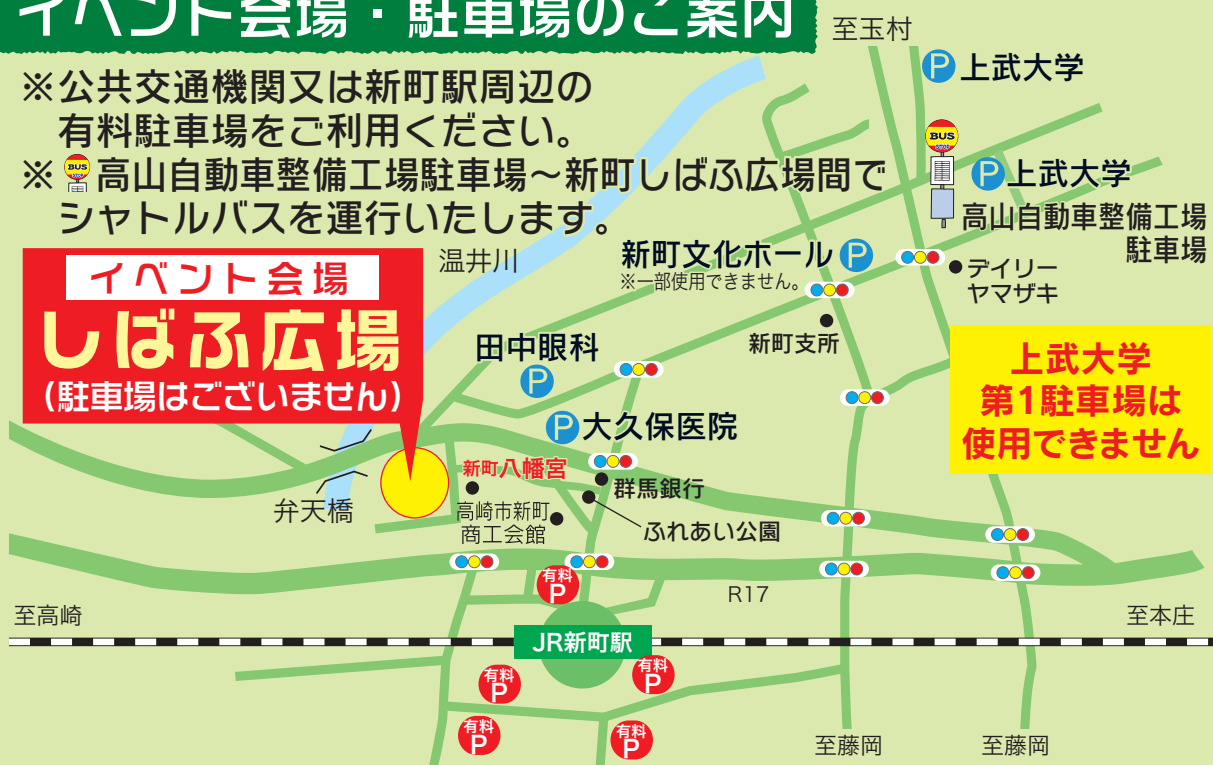 イベント会場・駐車場のご案内
至玉村
P 上武大学
※公共交通機関又は新町駅周辺の
有料駐車場をご利用ください。
※ BUS 高山自動車整備工場駐車場～新町しばふ広場間で
シャトルバスを運行いたします。
BUS
P 上武大学
高山自動車整備工場
駐車場
温井川
新町文化ホール P
※一部使用できません。
デイリー
ヤマザキ
イベント会場
しばふ広場
(駐車場はございません)
新町支所
田中眼科
P
上武大学
第1駐車場は
使用できません
P 大久保医院
新町八幡宮
群馬銀行
弁天橋
高崎市新町
商工会館
ふれあい公園
有料
P
R17
至高崎
至本庄
JR新町駅
有料
P
有料
P
有料
P
有料
P
至藤岡
至藤岡